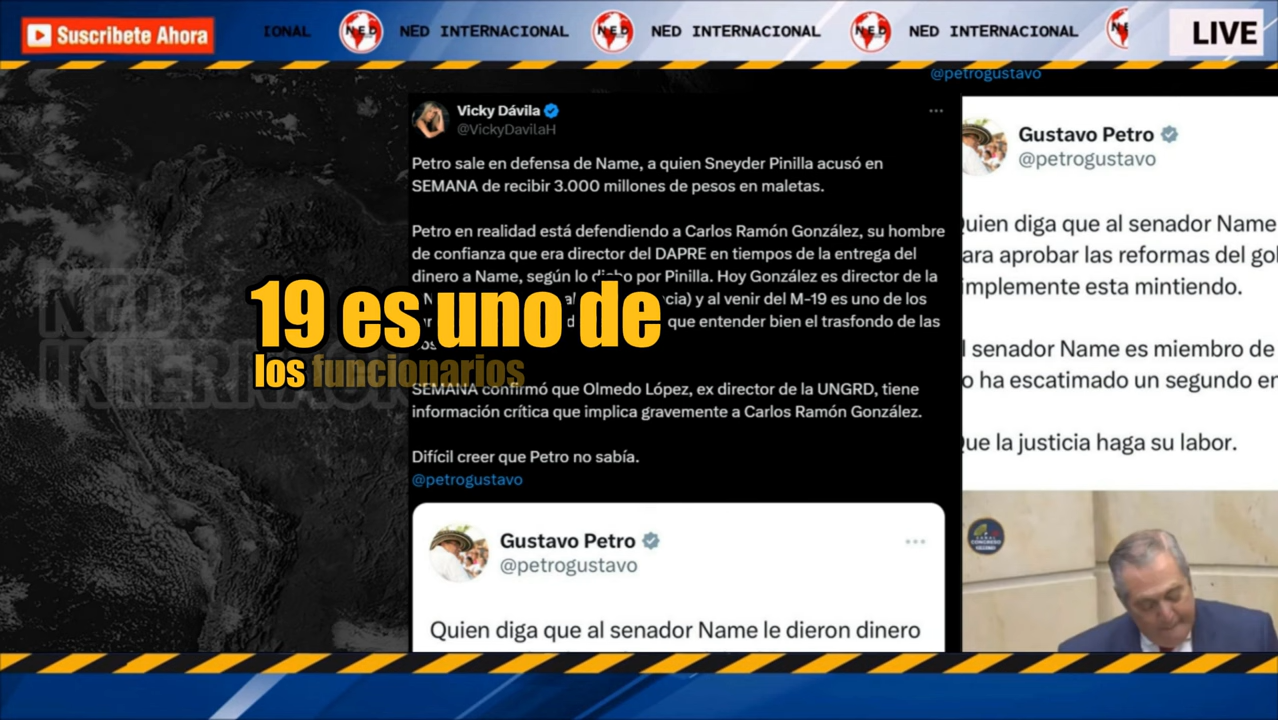 Suscribete Ahora
IONAL NED INTERNACIONAL NED INTERNACIONAL NED INTERNACIONAL
LIVE
@petrogustavo
Vicky Dávila
@VickyDavilaH
Petro sale en defensa de Name, a quien Sneyder Pinilla acusó en
SEMANA de recibir 3.000 millones de pesos en maletas.
Petro en realidad está defendiendo a Carlos Ramón González, su hombre
de confianza que era director del DAPRE en tiempos de la entrega del
dinero a Name, según lo dicho por Pinilla. Hoy González es director de la
y al venir del M-19 es uno de los
que entender bien el trasfondo de las
SEMANA confirmó que Olmedo López, ex director de la UNGRD, tiene
información crítica que implica gravemente a Carlos Ramón González.
Difícil creer que Petro no sabía.
@petrogustavo
Gustavo Petro
@petrogustavo
Quien diga que al senador Name le dieron dinero
19 es uno de
los funcionarios
NED
Gustavo Petro
@petrogustavo
uien diga que al senador Name
ara aprobar las reformas del go
implemente esta mintiendo.
l senador Name es miembro de
o ha escatimado un segundo en
ue la justicia haga su labor.